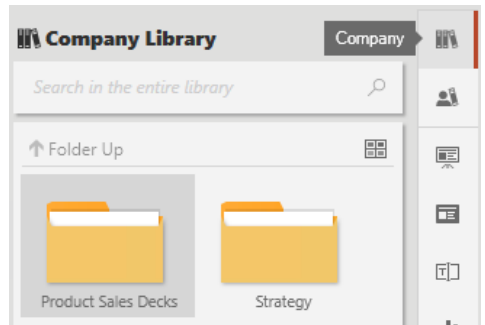 Company Library
Company
Search in the entire library
Folder Up
Product Sales Decks
Strategy